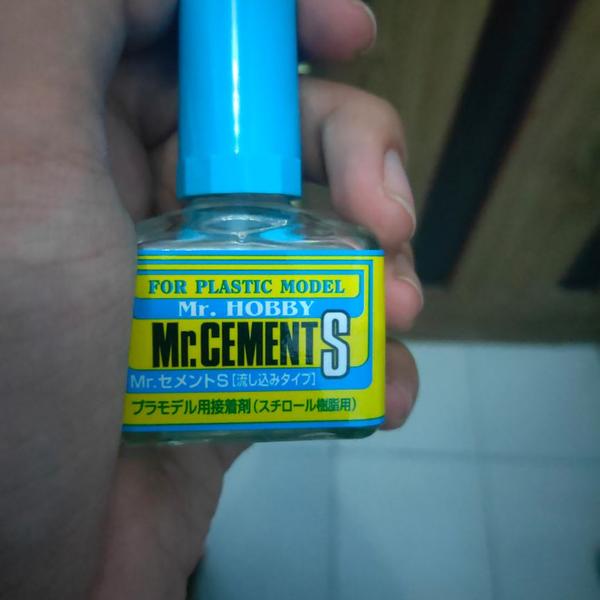 FOR PLASTIC MODEL
Mr. HOBBY
Mr.CEMENT S
Mr.セメントS [流し込みタイプ]
プラモデル用接着剤(スチロール樹脂用)